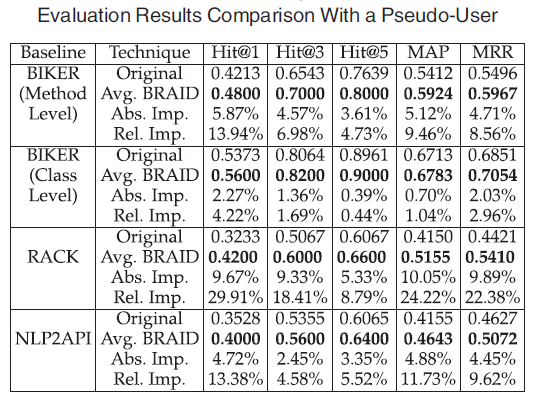 Evaluation Results Comparison With a Pseudo-User
Baseline Technique Hit@1 Hit@3 Hit@5 MAP MRR
BIKER Original 0.4213 0.6543 0.7639 0.5412 0.5496
(Method Avg. BRAID 0.4800 0.7000 0.8000 0.5924 0.5967
Level) Abs. Imp. 5.87% 4.57% 3.61% 5.12% 4.71%
Rel. Imp. 13.94% 6.98% 4.73% 9.46% 8.56%
BIKER Original 0.5373 0.8064 0.8961 0.6713 0.6851
(Class Avg. BRAID 0.5600 0.8200 0.9000 0.6783 0.7054
Level) Abs. Imp. 2.27% 1.36% 0.39% 0.70% 2.03%
Rel. Imp. 4.22% 1.69% 0.44% 1.04% 2.96%
Original 0.3233 0.5067 0.6067 0.4150 0.4421
RACK Avg. BRAID 0.4200 0.6000 0.6600 0.5155 0.5410
Abs. Imp. 9.67% 9.33% 5.33% 10.05% 9.89%
Rel. Imp. 29.91% 18.41% 8.79% 24.22% 22.38%
Original 0.3528 0.5355 0.6065 0.4155 0.4627
NLP2API Avg. BRAID 0.4000 0.5600 0.6400 0.4643 0.5072
Abs. Imp. 4.72% 2.45% 3.35% 4.88% 4.45%
Rel. Imp. 13.38% 4.58% 5.52% 11.73% 9.62%